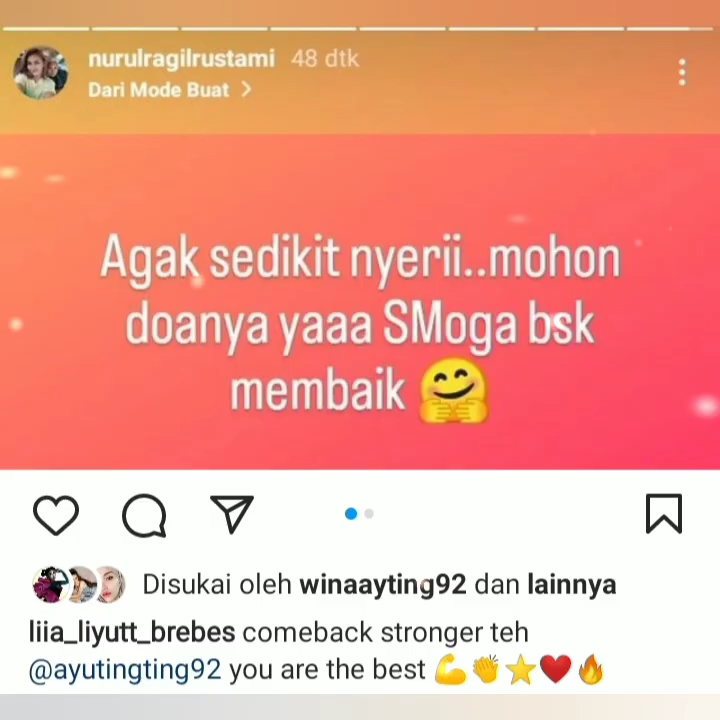 nurulragilrustami 48 dtk
Dari Mode Buat >
Agak sedikit nyerii..mohon
doanya yaaa SMoga bsk
membaik 🤗
Disukai oleh winaayting92 dan lainnya
liia_liyutt_brebes comeback stronger teh
@ayutingting92 you are the best 💪👏⭐❤️🔥